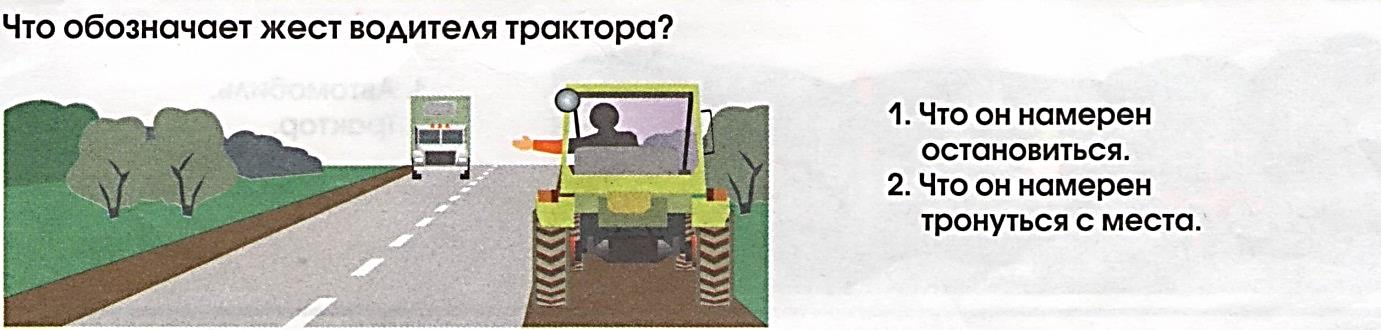 Что обозначает жест водителя трактора?
1. Что он намерен
остановиться.
2. Что он намерен
тронуться с места.